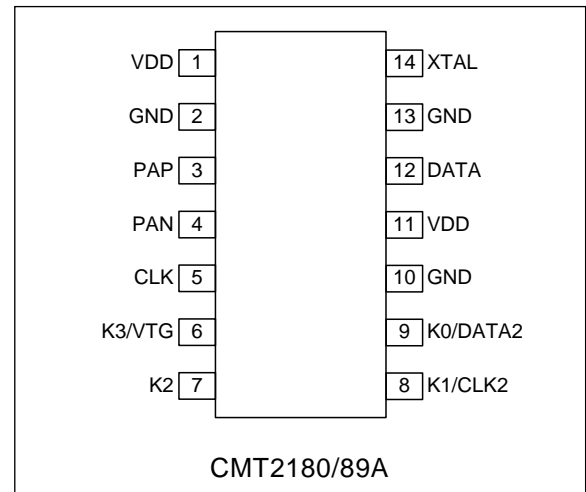 VDD 1 14 XTAL
GND 2 13 GND
PAP 3 12 DATA
PAN 4 11 VDD
CLK 5 10 GND
K3/VTG 6 9 K0/DATA2
K2 7 8 K1/CLK2
CMT2180/89A